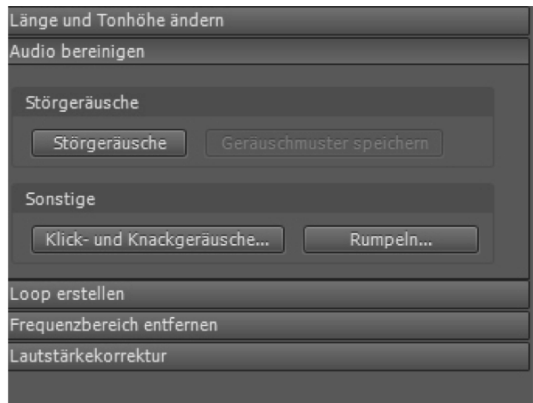 Länge und Tonhöhe ändern
Audio bereinigen
Störgeräusche
Störgeräusche
Geräuschmuster speichern
Sonstige
Klick- und Knackgeräusche...
Rumpeln...
Loop erstellen
Frequenzbereich entfernen
Lautstärkekorrektur